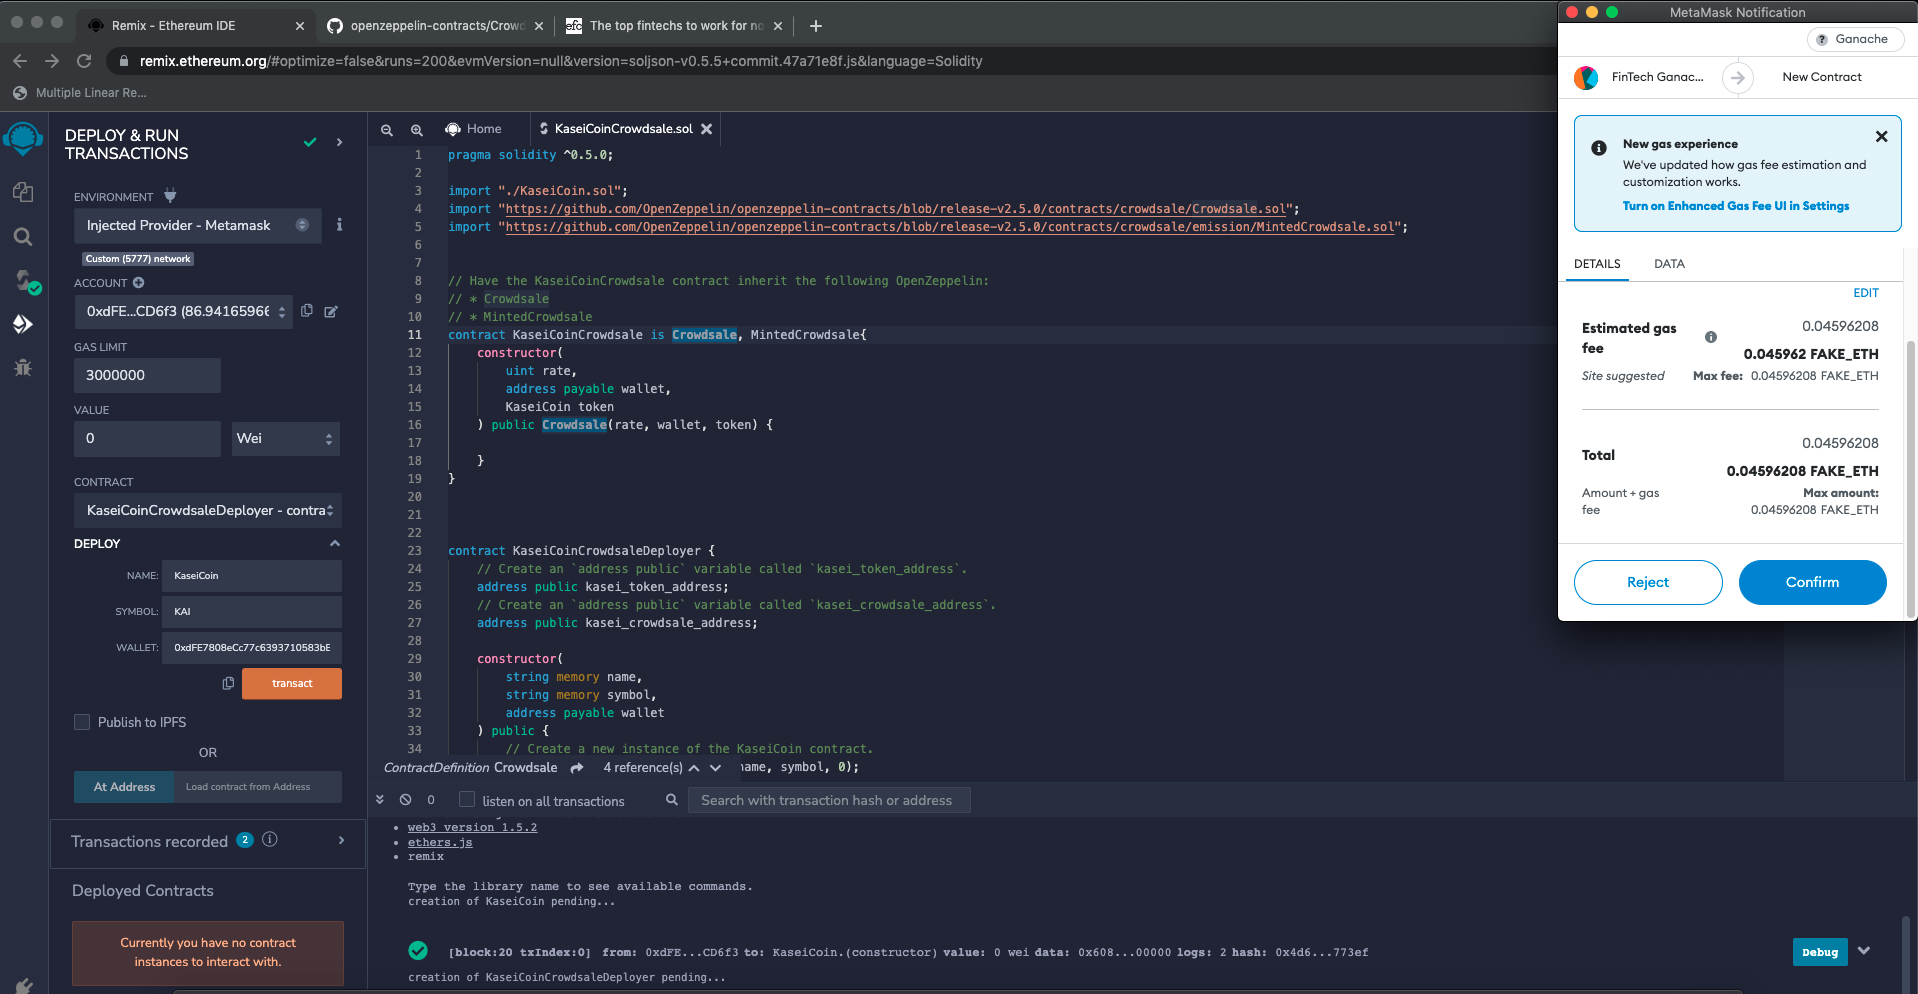 Remix - Ethereum IDE
openzeppelin-contracts/Crowd
efc The top fintechs to work for no
remix.ethereum.org/#optimize=false&runs=200&evmVersion=null&version=soljson-v0.5.5+commit.47a71e8f.js&language=Solidity
Multiple Linear Re...
DEPLOY & RUN
TRANSACTIONS
ENVIRONMENT
Injected Provider - Metamask
Custom (5777) network
ACCOUNT
0xdFE...CD6f3 (86.94165966
GAS LIMIT
3000000
VALUE
0
Wei
CONTRACT
KaseiCoinCrowdsaleDeployer - contra
DEPLOY
NAME: KaseiCoin
SYMBOL: KAI
WALLET: 0xdFE7808eCc77c6393710583bE
transact
Publish to IPFS
OR
At Address
Load contract from Address
Transactions recorded 2
Deployed Contracts
Currently you have no contract
instances to interact with.
Home
KaseiCoinCrowdsale.sol
1 pragma solidity ^0.5.0;
2
3 import "./KaseiCoin.sol";
4 import "https://github.com/OpenZeppelin/openzeppelin-contracts/blob/release-v2.5.0/contracts/crowdsale/Crowdsale.sol";
5 import "https://github.com/OpenZeppelin/openzeppelin-contracts/blob/release-v2.5.0/contracts/crowdsale/emission/MintedCrowdsale.sol";
6
7
8 // Have the KaseiCoinCrowdsale contract inherit the following OpenZeppelin:
9 // * Crowdsale
10 // * MintedCrowdsale
11 contract KaseiCoinCrowdsale is Crowdsale, MintedCrowdsale{
12 constructor(
13 uint rate,
14 address payable wallet,
15 KaseiCoin token
16 ) public Crowdsale(rate, wallet, token) {
17
18 }
19 }
20
21
22
23 contract KaseiCoinCrowdsaleDeployer {
24 // Create an `address public` variable called `kasei_token_address`.
25 address public kasei_token_address;
26 // Create an `address public` variable called `kasei_crowdsale_address`.
27 address public kasei_crowdsale_address;
28
29 constructor(
30 string memory name,
31 string memory symbol,
32 address payable wallet
33 ) public {
34 // Create a new instance of the KaseiCoin contract.
ContractDefinition Crowdsale 4 reference(s) name, symbol, 0);
0 listen on all transactions Search with transaction hash or address
web3 version 1.5.2
ethers.js
remix
Type the library name to see available commands.
creation of KaseiCoin pending...
[block:20 txIndex:0] from: 0xdFE...CD6f3 to: KaseiCoin.(constructor) value: 0 wei data: 0x608...00000 logs: 2 hash: 0x4d6...773ef
Debug
creation of KaseiCoinCrowdsaleDeployer pending...
MetaMask Notification
Ganache
FinTech Ganac...
New Contract
New gas experience
We've updated how gas fee estimation and
customization works.
Turn on Enhanced Gas Fee UI in Settings
DETAILS
DATA
EDIT
Estimated gas
fee
0.04596208
0.045962 FAKE_ETH
Site suggested
Max fee: 0.04596208 FAKE_ETH
0.04596208
Total
0.04596208 FAKE_ETH
Amount + gas
fee
Max amount:
0.04596208 FAKE_ETH
Reject
Confirm